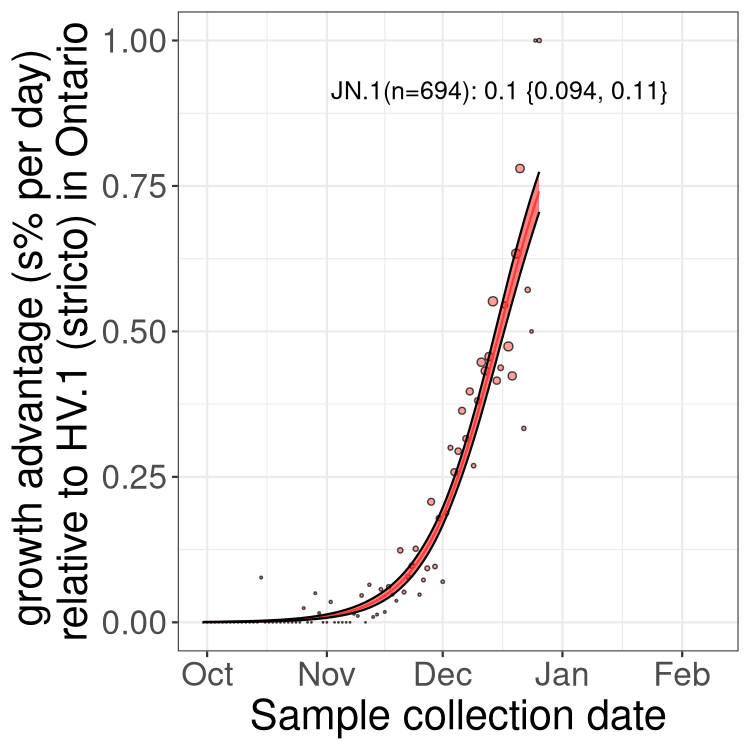 growth advantage (s% per day)
relative to HV.1 (stricto) in Ontario
1.00
0.75
0.50
0.25
0.00
JN.1(n=694): 0.1 {0.094, 0.11}
Oct Nov Dec Jan Feb
Sample collection date